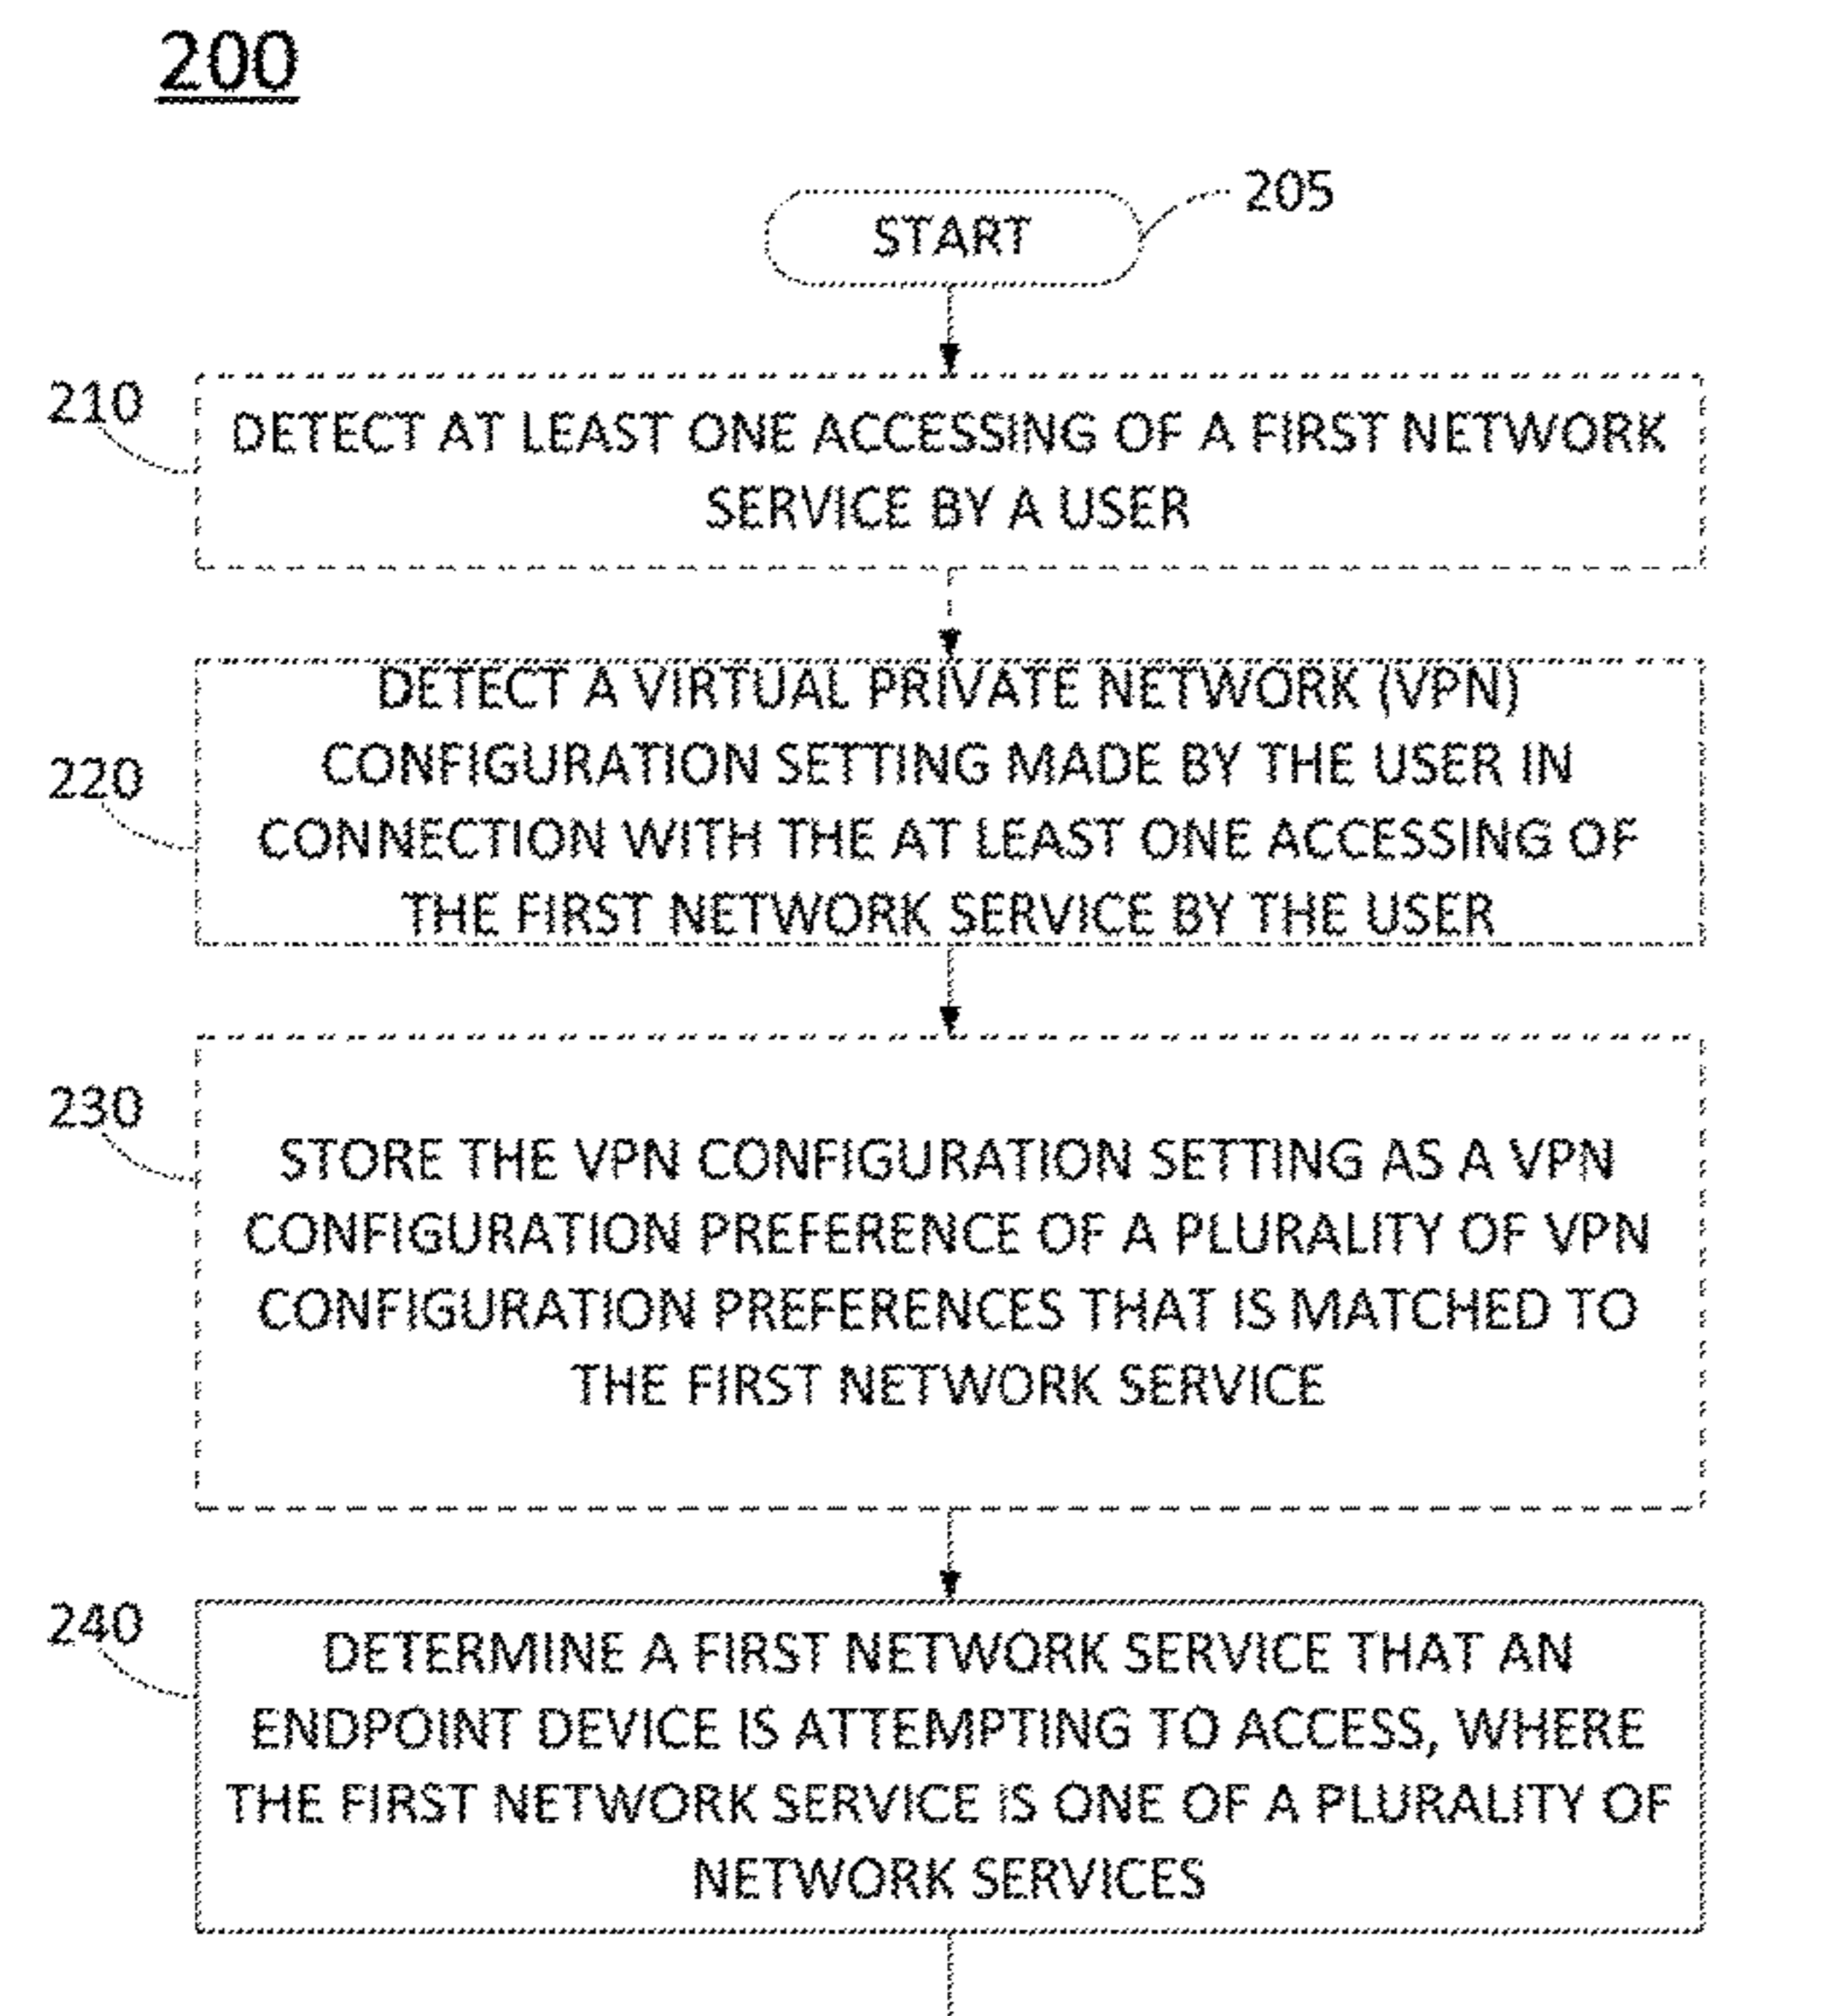 200
START
205
210
DETECT AT LEAST ONE ACCESSING OF A FIRST NETWORK
SERVICE BY A USER
220
DETECT A VIRTUAL PRIVATE NETWORK (VPN)
CONFIGURATION SETTING MADE BY THE USER IN
CONNECTION WITH THE AT LEAST ONE ACCESSING OF
THE FIRST NETWORK SERVICE BY THE USER
230
STORE THE VPN CONFIGURATION SETTING AS A VPN
CONFIGURATION PREFERENCE OF A PLURALITY OF VPN
CONFIGURATION PREFERENCES THAT IS MATCHED TO
THE FIRST NETWORK SERVICE
240
DETERMINE A FIRST NETWORK SERVICE THAT AN
ENDPOINT DEVICE IS ATTEMPTING TO ACCESS, WHERE
THE FIRST NETWORK SERVICE IS ONE OF A PLURALITY OF
NETWORK SERVICES